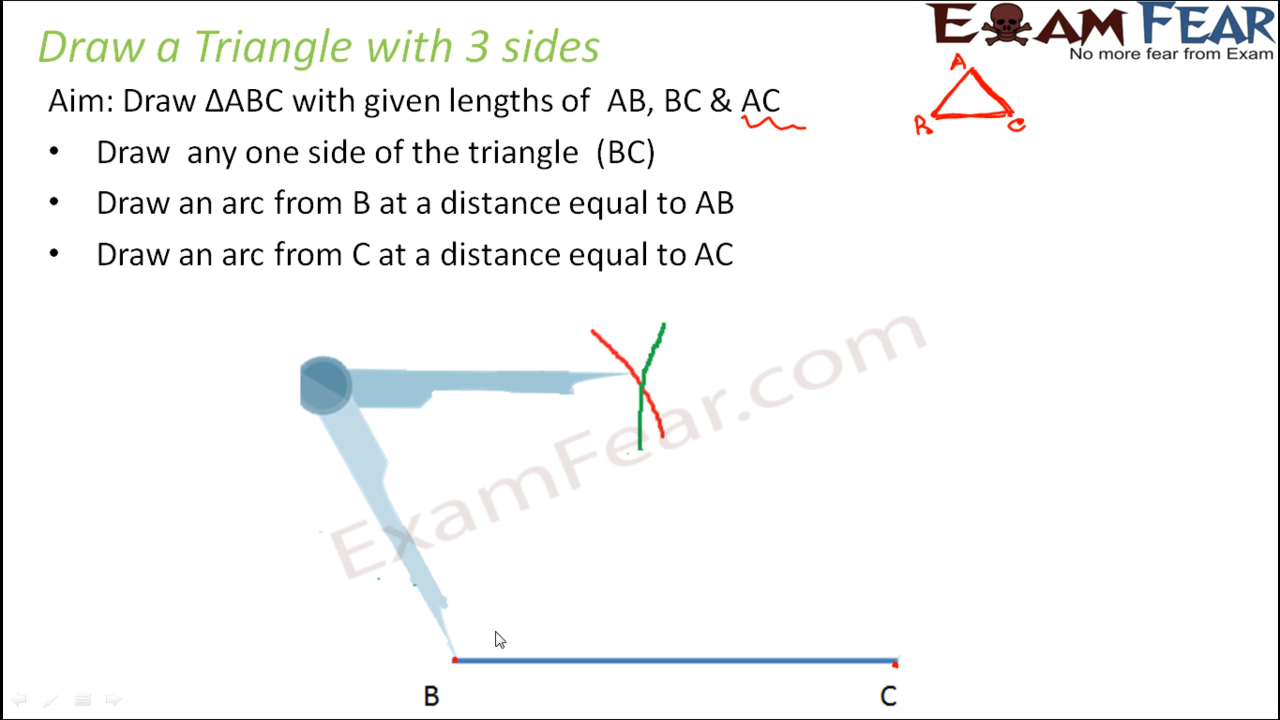 Draw a Triangle with 3 sides
EXAMFEAR
No more fear from Exam
Aim: Draw ΔABC with given lengths of AB, BC & AC
A
B
C
• Draw any one side of the triangle (BC)
• Draw an arc from B at a distance equal to AB
• Draw an arc from C at a distance equal to AC
ExamFear.com
B
C